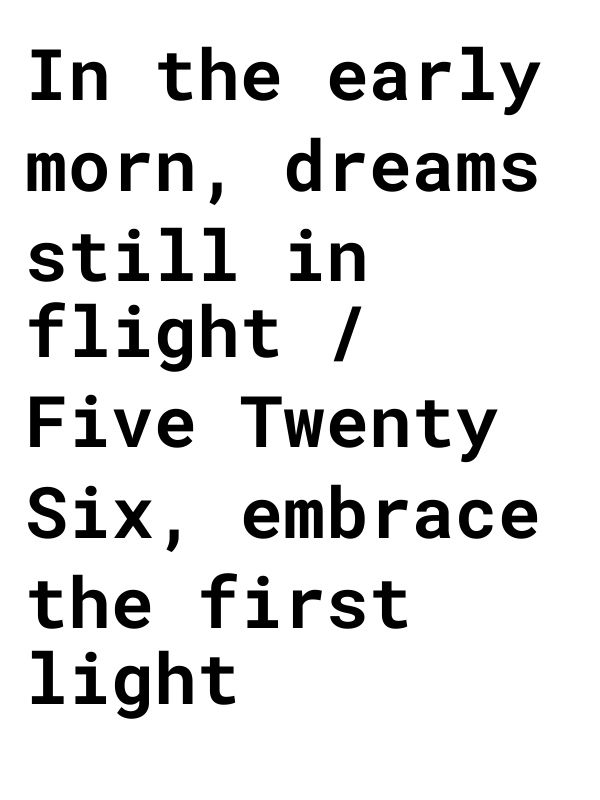 In the early
morn, dreams
still in
flight /
Five Twenty
Six, embrace
the first
light